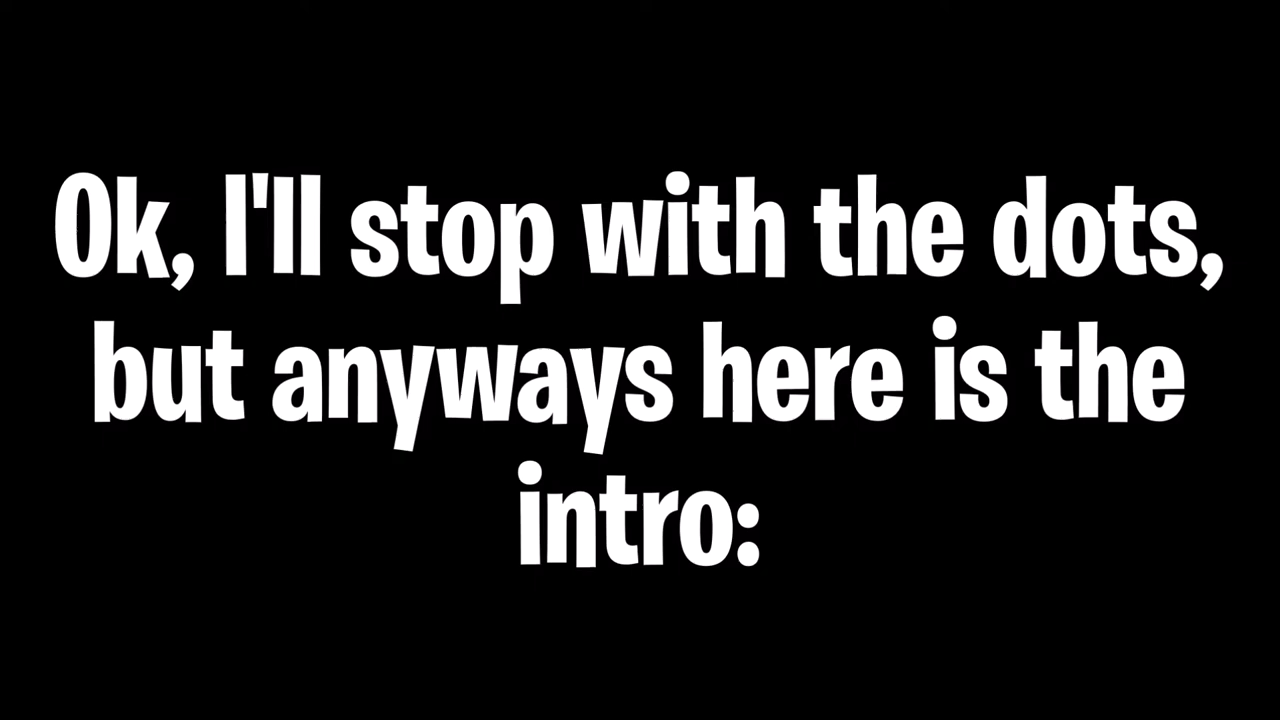 Ok, I'll stop with the dots,
but anyways here is the
intro: